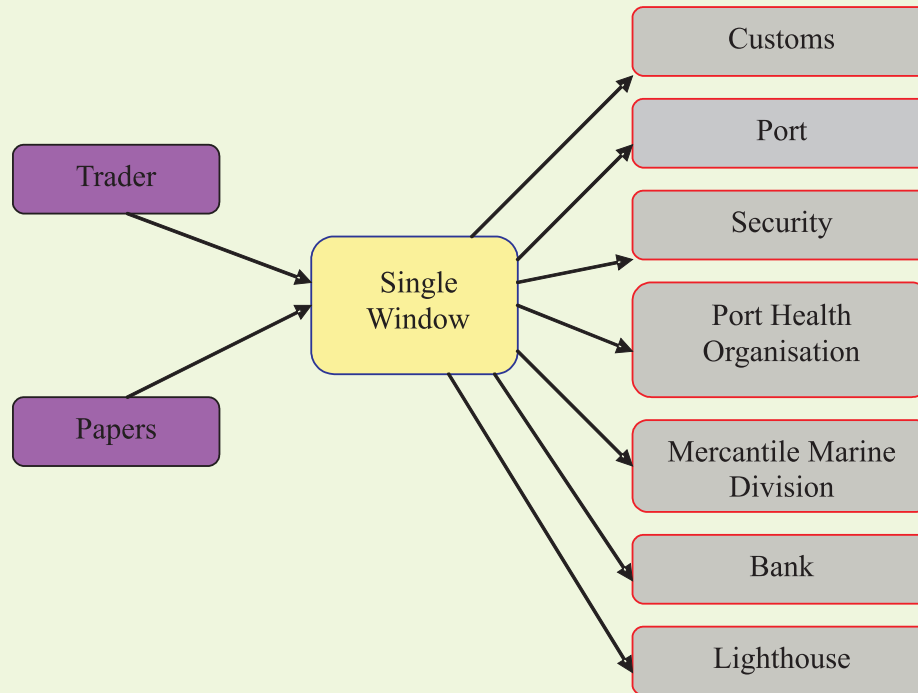 Trader
Papers
Single
Window
Customs
Port
Security
Port Health
Organisation
Mercantile Marine
Division
Bank
Lighthouse